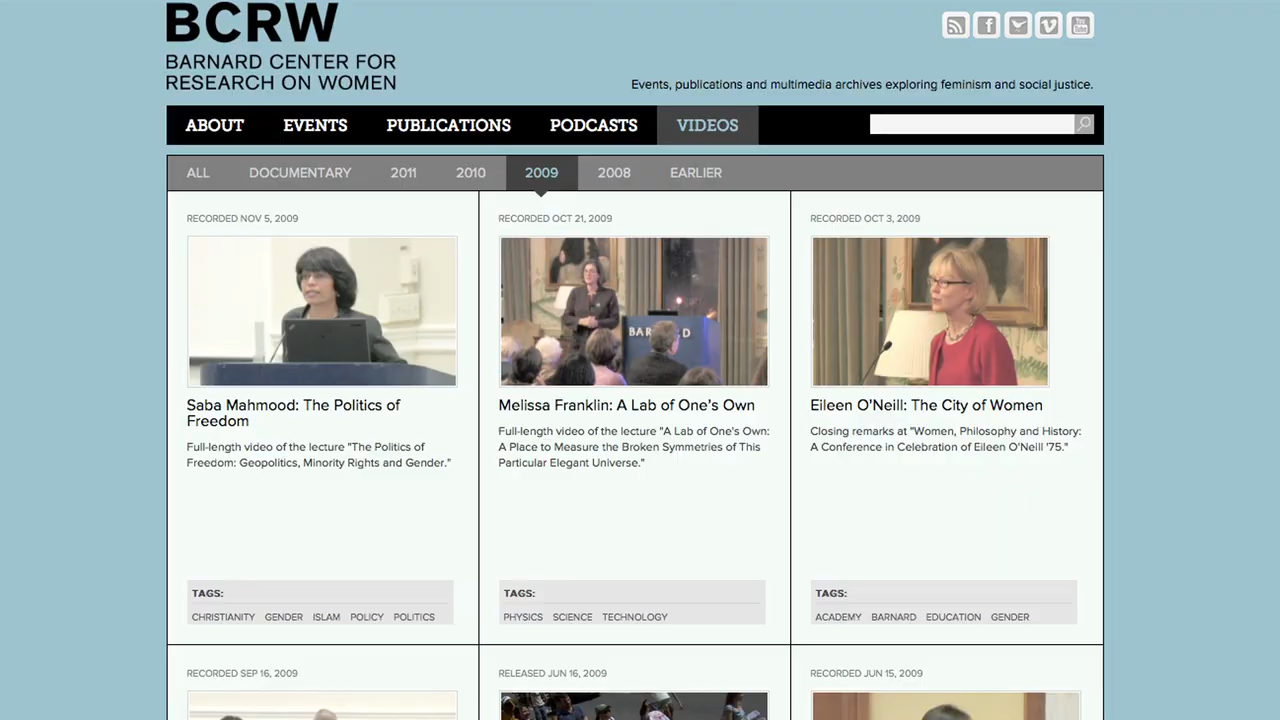 BCRW
BARNARD CENTER FOR
RESEARCH ON WOMEN
Events, publications and multimedia archives exploring feminism and social justice.
ABOUT EVENTS PUBLICATIONS PODCASTS VIDEOS
ALL DOCUMENTARY 2011 2010 2009 2008 EARLIER
RECORDED NOV 5, 2009
BARNARD
Saba Mahmood: The Politics of
Freedom
Full-length video of the lecture "The Politics of
Freedom: Geopolitics, Minority Rights and Gender."
TAGS:
CHRISTIANITY GENDER ISLAM POLICY POLITICS
RECORDED OCT 21, 2009
Melissa Franklin: A Lab of One's Own
Full-length video of the lecture "A Lab of One's Own:
A Place to Measure the Broken Symmetries of This
Particular Elegant Universe."
TAGS:
PHYSICS SCIENCE TECHNOLOGY
RECORDED OCT 3, 2009
Eileen O'Neill: The City of Women
Closing remarks at "Women, Philosophy and History:
A Conference in Celebration of Eileen O'Neill '75."
TAGS:
ACADEMY BARNARD EDUCATION GENDER
RECORDED SEP 16, 2009
RELEASED JUN 16, 2009
RECORDED JUN 15, 2009